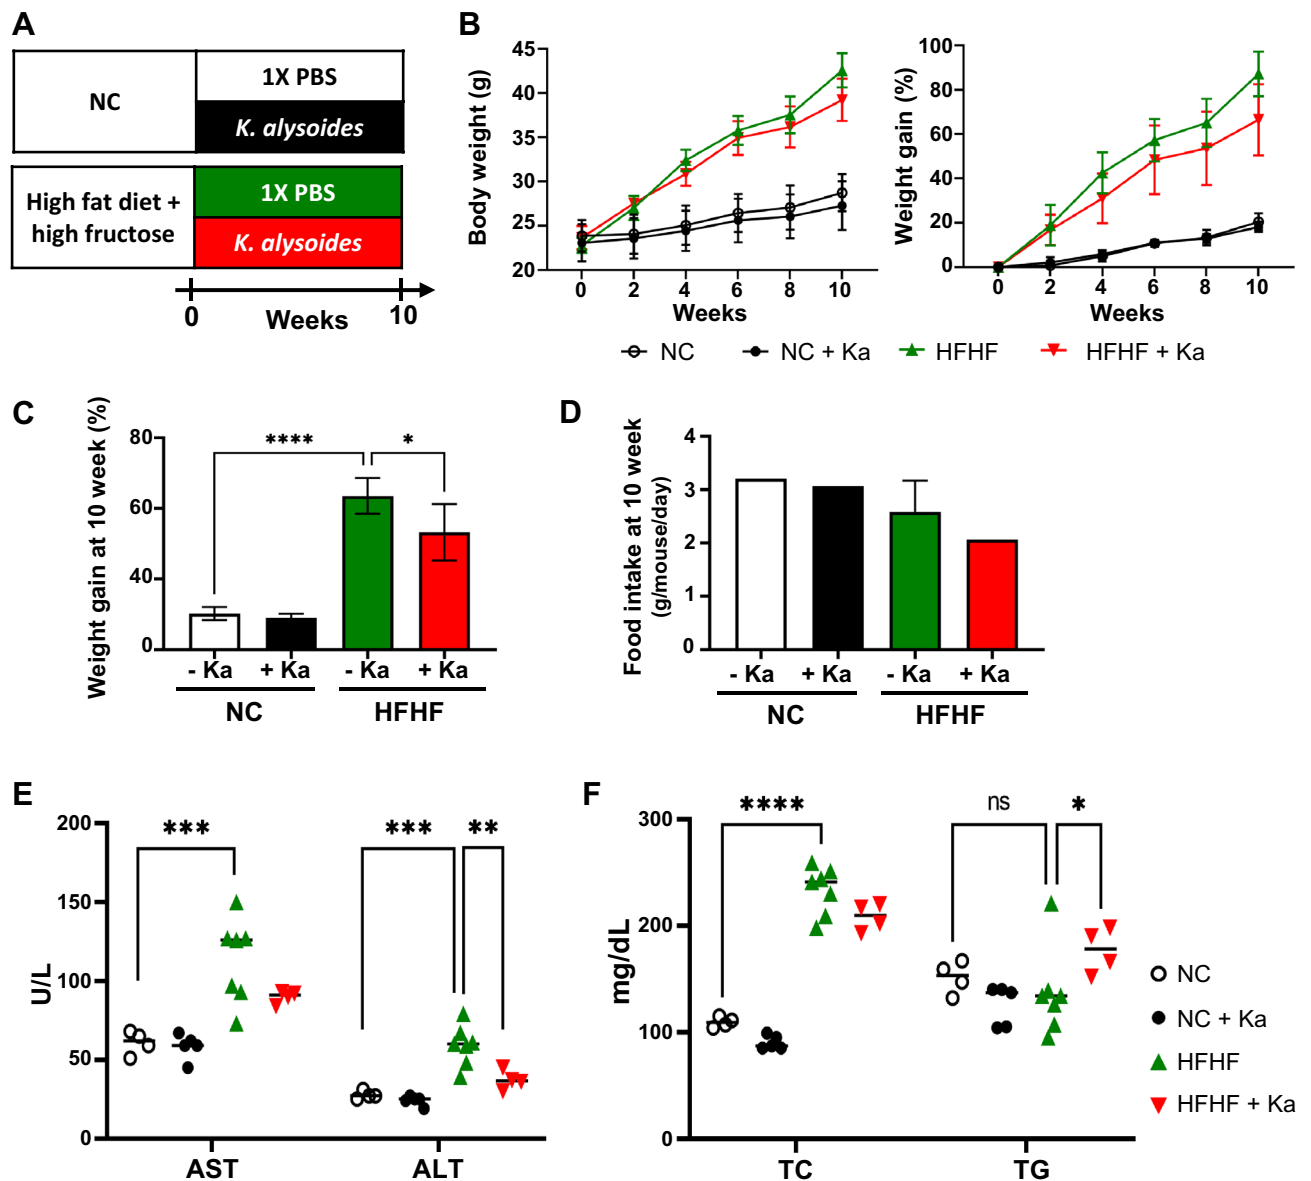 A
NC
1X PBS
K. alysoides
High fat diet +
high fructose
1X PBS
K. alysoides
0
Weeks
10
B
Body weight (g)
45
40
35
30
25
20
0 2 4 6 8 10
Weeks
Weight gain (%)
100
80
60
40
20
0
0 2 4 6 8 10
Weeks
NC
NC + Ka
HFHF
HFHF + Ka
C
Weight gain at 10 week (%)
80
60
40
0
****
*
- Ka + Ka - Ka + Ka
NC HFHF
D
Food intake at 10 week
(g/mouse/day)
4
3
2
1
0
- Ka + Ka - Ka + Ka
NC HFHF
E
U/L
200
150
100
50
0
***
***
**
AST ALT
F
mg/dL
300
200
100
0
****
ns
*
TC TG
NC
NC + Ka
HFHF
HFHF + Ka